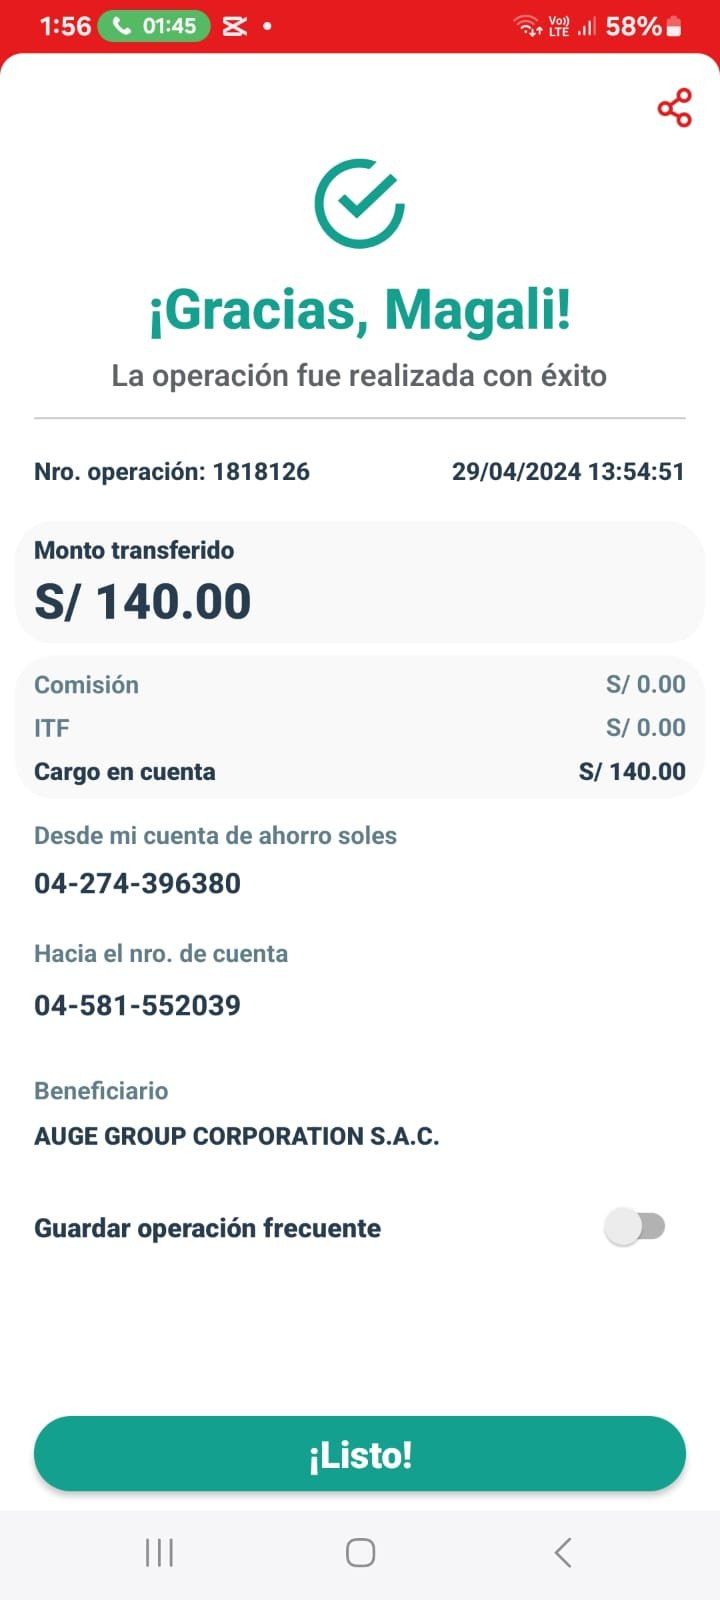 1:56 01:45 Vo)) LTE 58%
¡Gracias, Magali!
La operación fue realizada con éxito
Nro. operación: 1818126 29/04/2024 13:54:51
Monto transferido
S/ 140.00
Comisión S/ 0.00
ITF S/ 0.00
Cargo en cuenta S/ 140.00
Desde mi cuenta de ahorro soles
04-274-396380
Hacia el nro. de cuenta
04-581-552039
Beneficiario
AUGE GROUP CORPORATION S.A.C.
Guardar operación frecuente
¡Listo!